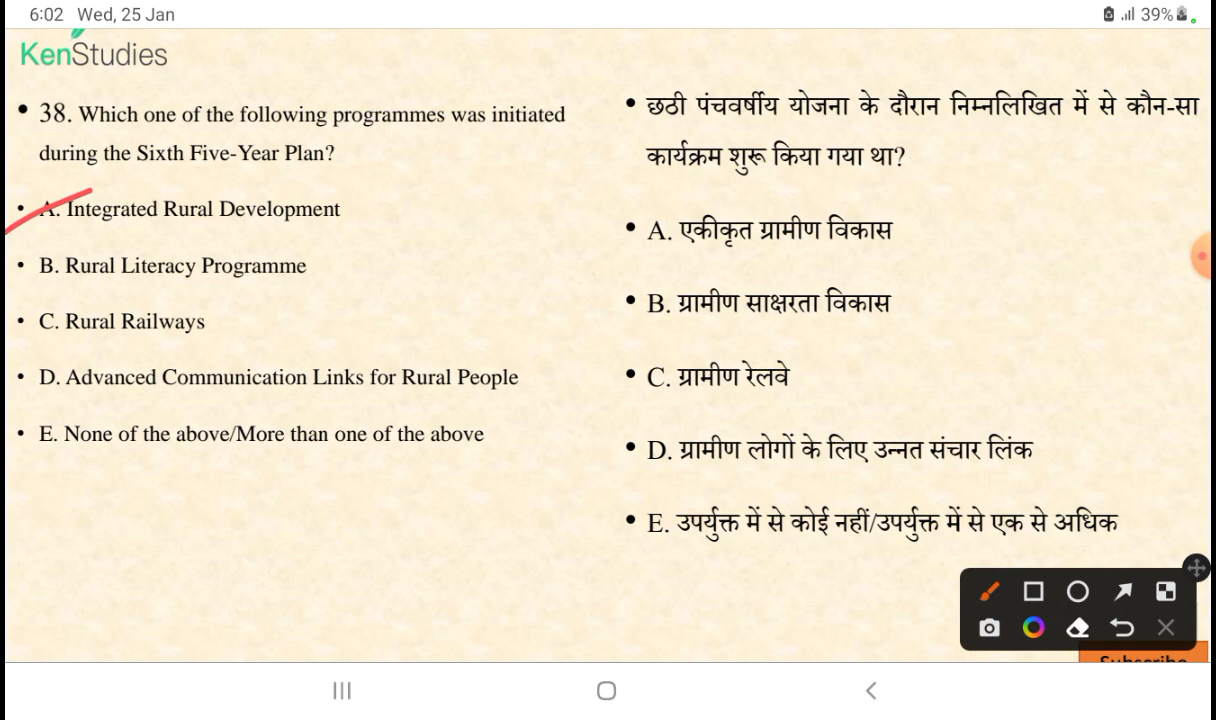 6:02 Wed, 25 Jan
39%
KenStudies
• 38. Which one of the following programmes was initiated
during the Sixth Five-Year Plan?
• A. Integrated Rural Development
• B. Rural Literacy Programme
• C. Rural Railways
• D. Advanced Communication Links for Rural People
• E. None of the above/More than one of the above
• छठी पंचवर्षीय योजना के दौरान निम्नलिखित में से कौन-सा
कार्यक्रम शुरू किया गया था?
• A. एकीकृत ग्रामीण विकास
• B. ग्रामीण साक्षरता विकास
• C. ग्रामीण रेलवे
• D. ग्रामीण लोगों के लिए उन्नत संचार लिंक
• E. उपर्युक्त में से कोई नहीं/उपर्युक्त में से एक से अधिक
Subscribe